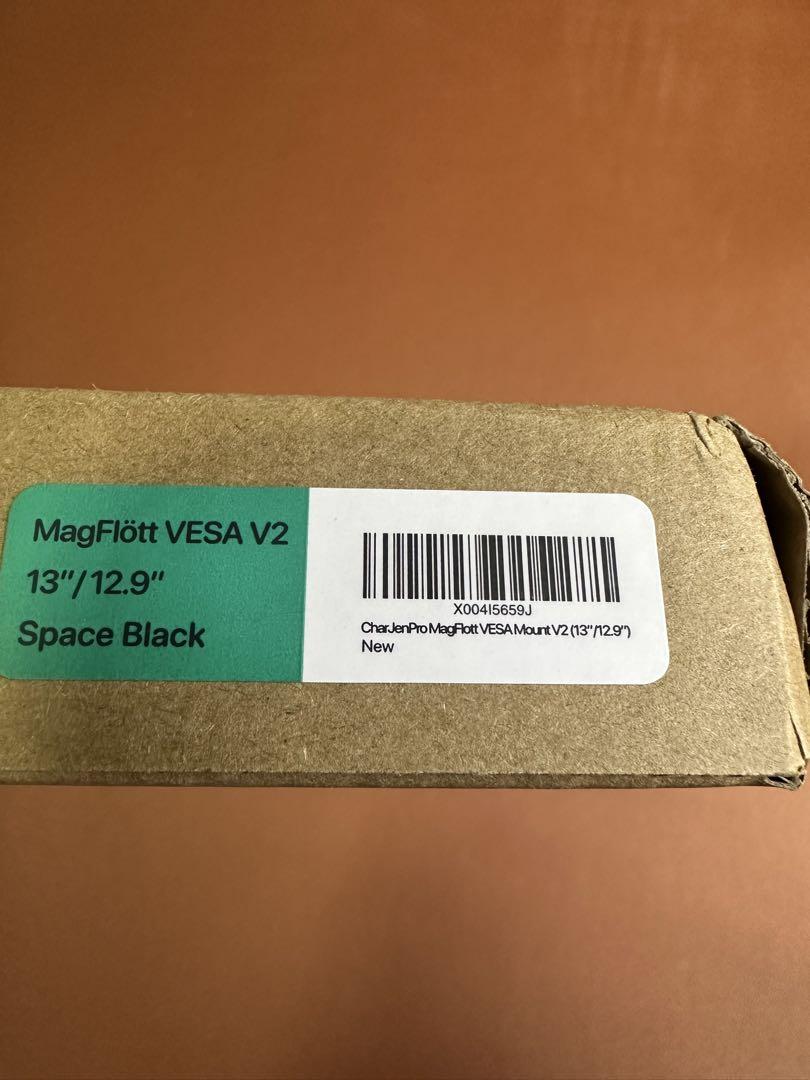 MagFlött VESA V2
13"/12.9"
Space Black
X004I5659J
CharJenPro MagFlott VESA Mount V2 (13"/12.9")
New